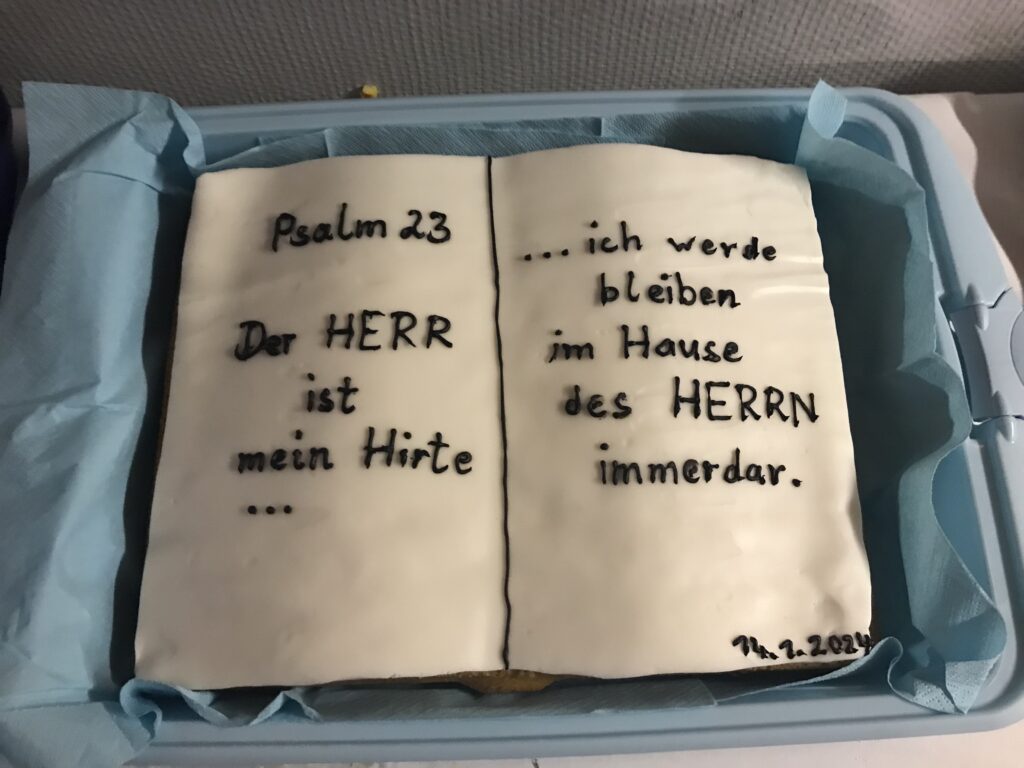 Psalm 23
Der HERR
ist
mein Hirte
...
...ich werde
bleiben
im Hause
des HERRN
immerdar.
14.1.2024